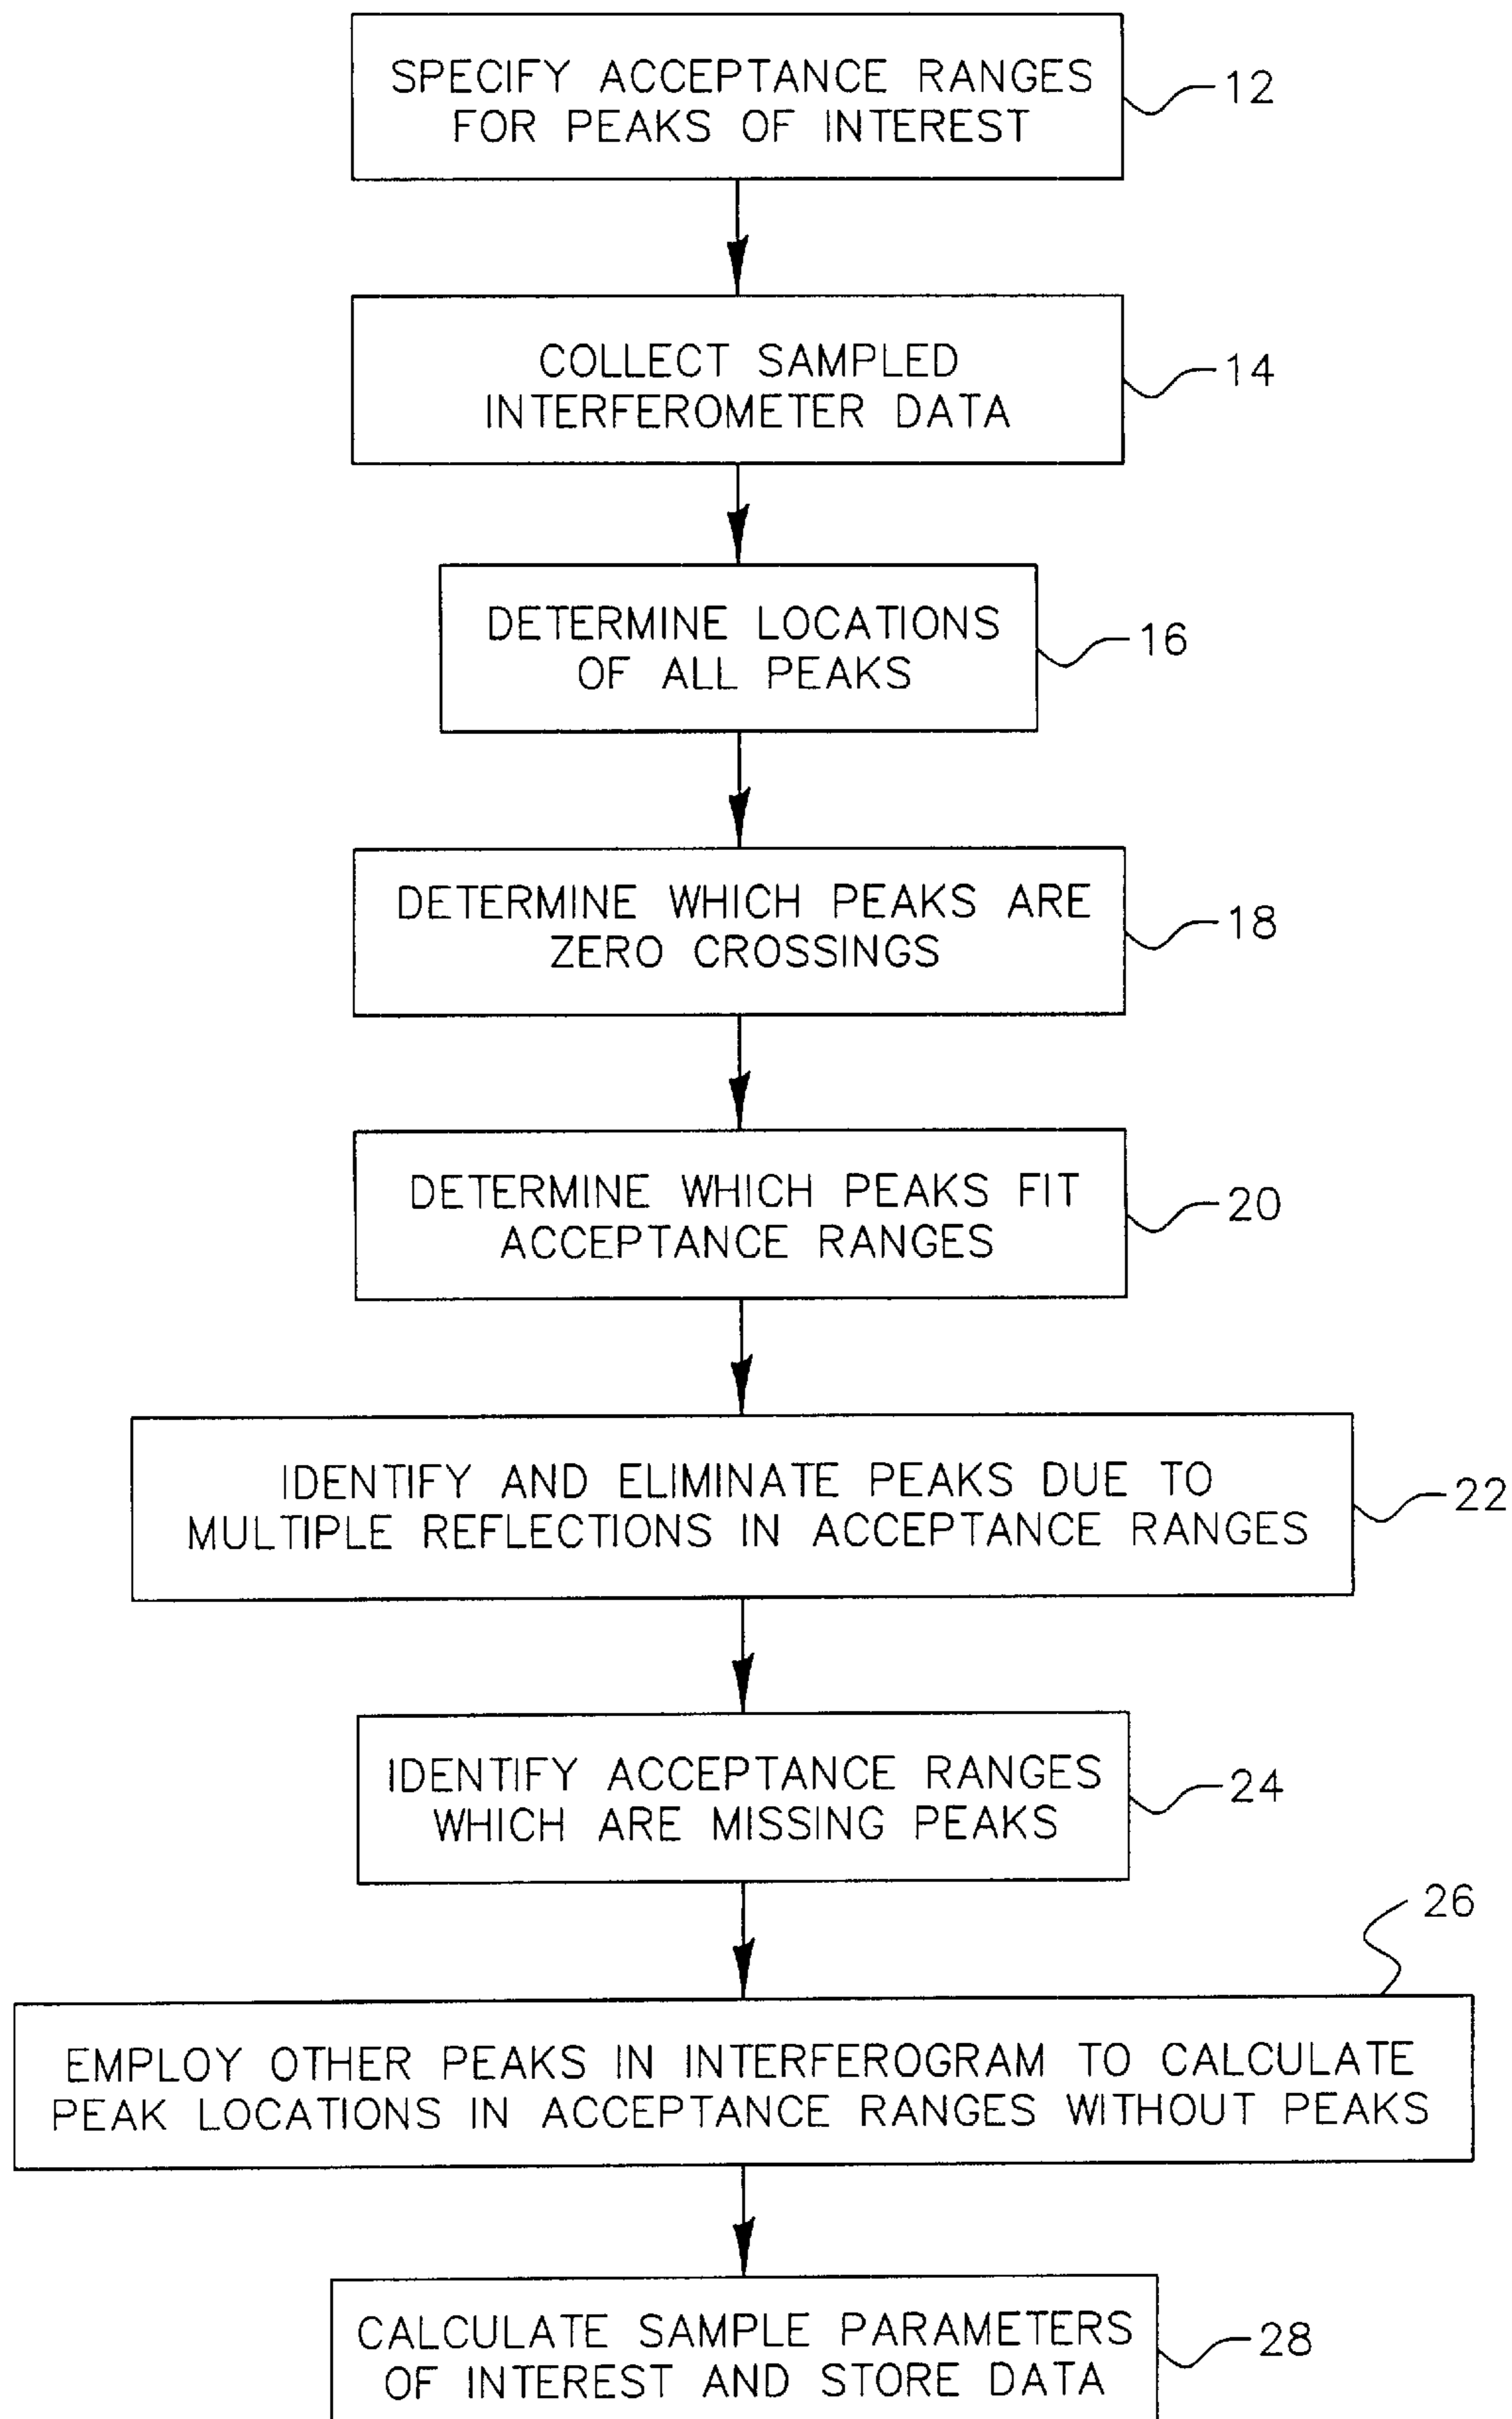 SPECIFY ACCEPTANCE RANGES
FOR PEAKS OF INTEREST
12
COLLECT SAMPLED
INTERFEROMETER DATA
14
DETERMINE LOCATIONS
OF ALL PEAKS
16
DETERMINE WHICH PEAKS ARE
ZERO CROSSINGS
18
DETERMINE WHICH PEAKS FIT
ACCEPTANCE RANGES
20
IDENTIFY AND ELIMINATE PEAKS DUE TO
MULTIPLE REFLECTIONS IN ACCEPTANCE RANGES
22
IDENTIFY ACCEPTANCE RANGES
WHICH ARE MISSING PEAKS
24
26
EMPLOY OTHER PEAKS IN INTERFEROGRAM TO CALCULATE
PEAK LOCATIONS IN ACCEPTANCE RANGES WITHOUT PEAKS
CALCULATE SAMPLE PARAMETERS
OF INTEREST AND STORE DATA
28